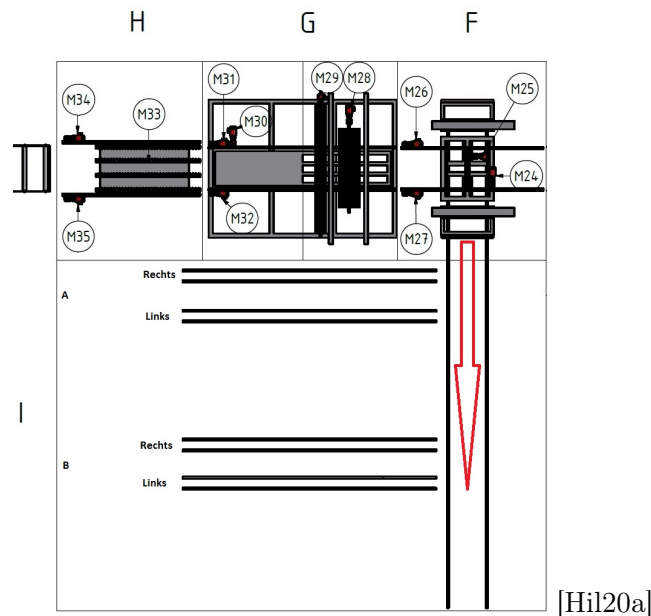 H G F
M34 M33 M31 M30 M29 M28 M26 M25
M24
M35 M32 M27
Rechts
A
Links
I
Rechts
B
Links
[Hil20a]